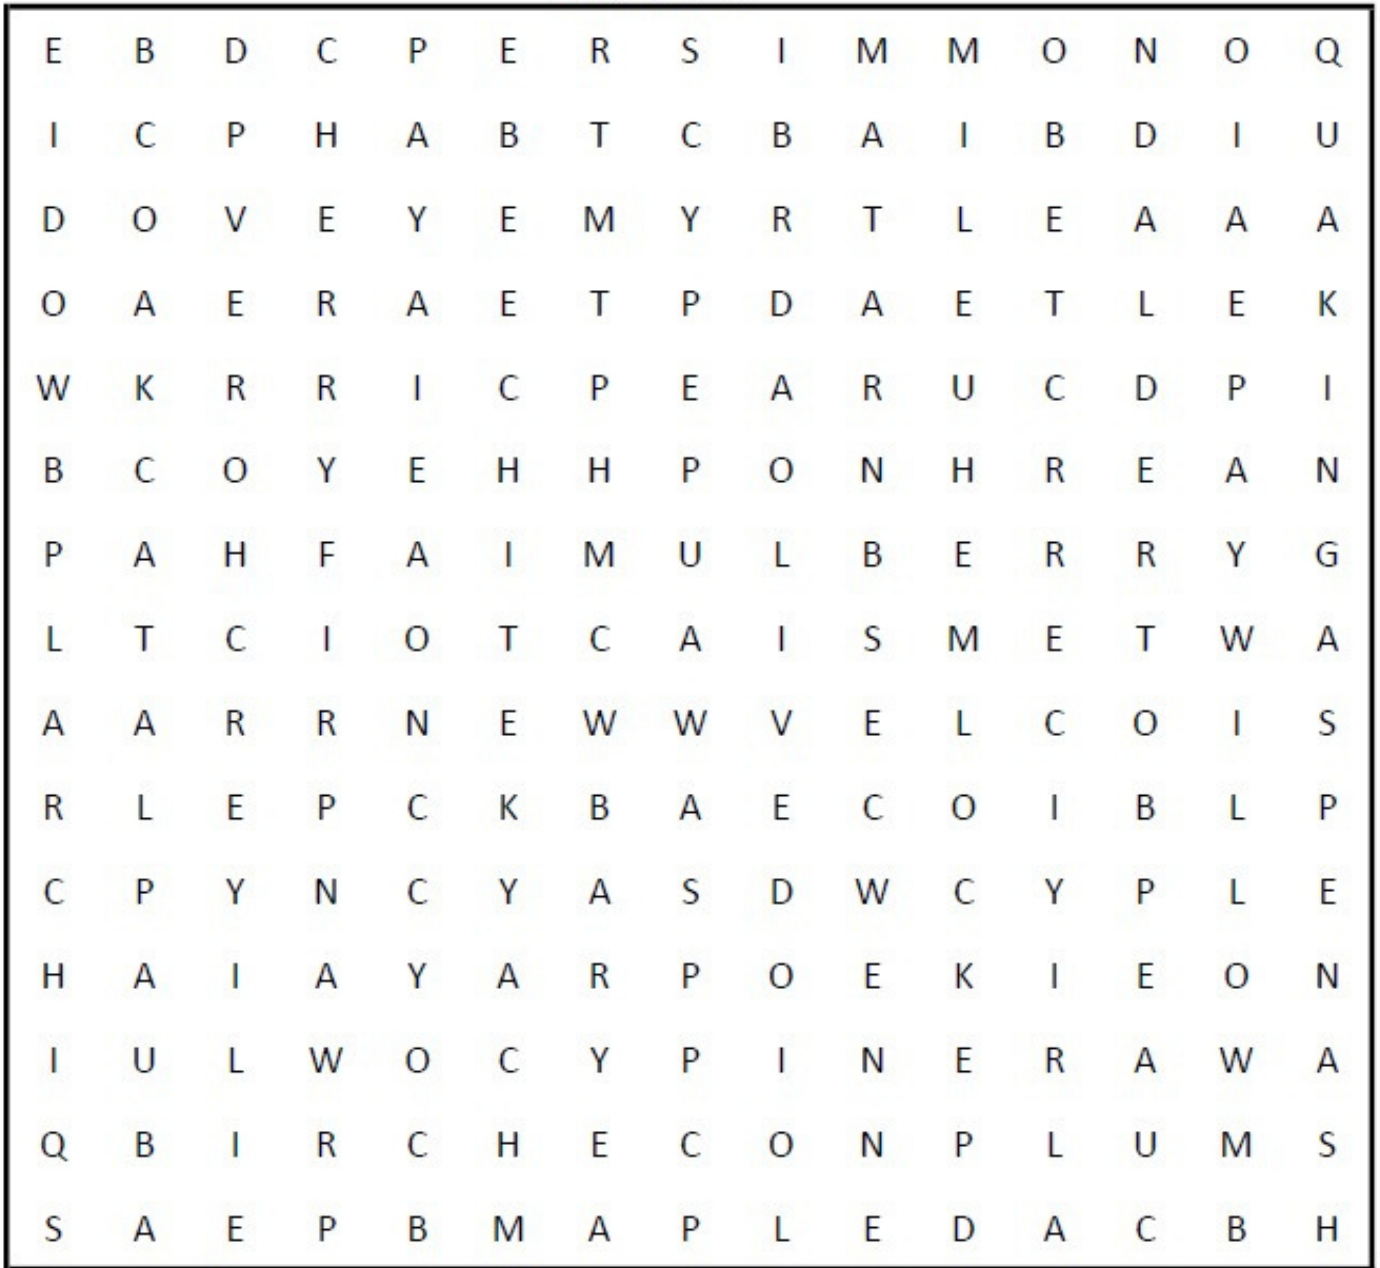 E B D C P E R S I M M O N O Q
I C P H A B T C B A I B D I U
D O V E Y E M Y R T L E A A A
O A E R A E T P D A E T L E K
W K R R I C P E A R U C D P I
B C O Y E H H P O N H R E A N
P A H F A I M U L B E R R Y G
L T C I O T C A I S M E T W A
A A R R N E W W V E L C O I S
R L E P C K B A E C O I B L P
C P Y N C Y A S D W C Y P L E
H A I A Y A R P O E K I E O N
I U L W O C Y P I N E R A W A
Q B I R C H E C O N P L U M S
S A E P B M A P L E D A C B H